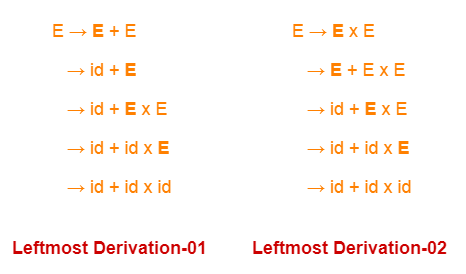 E → E + E
→ id + E
→ id + E x E
→ id + id x E
→ id + id x id
Leftmost Derivation-01
E → E x E
→ E + E x E
→ id + E x E
→ id + id x E
→ id + id x id
Leftmost Derivation-02